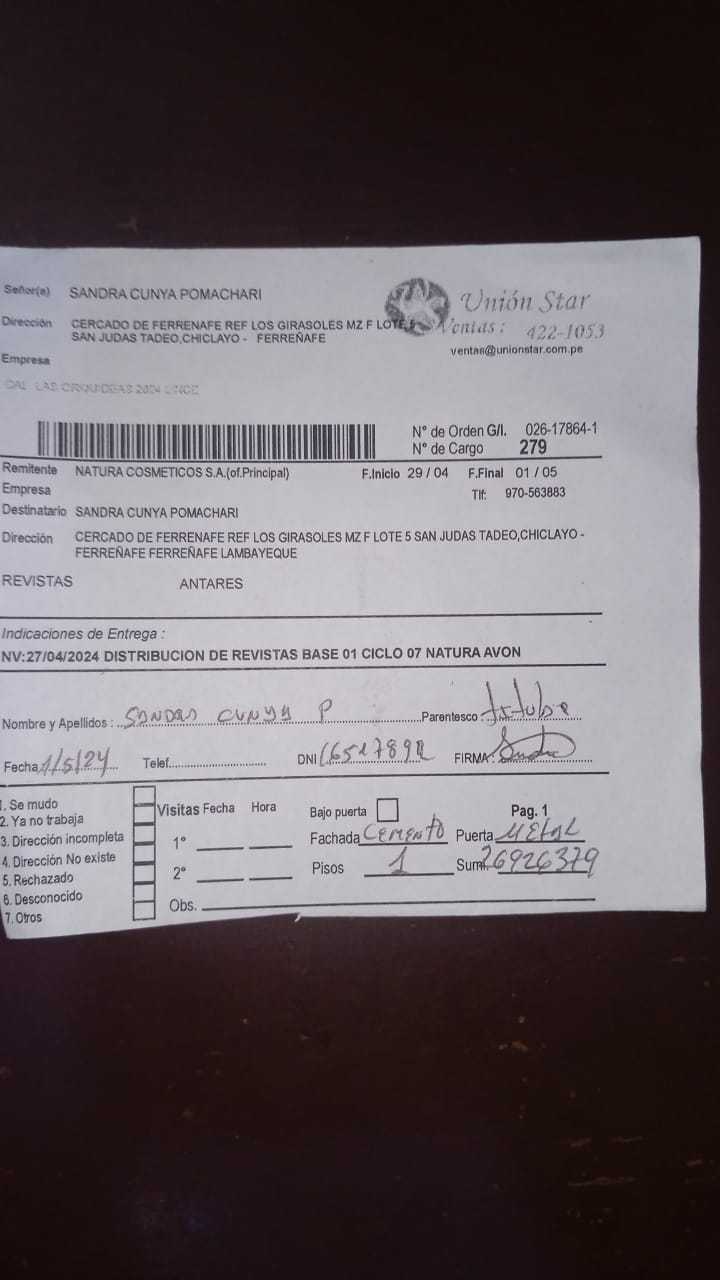 Señor(a) SANDRA CUNYA POMACHARI
Unión Star
Dirección CERCADO DE FERRENAFE REF LOS GIRASOLES MZ F LOTE 5
SAN JUDAS TADEO,CHICLAYO - FERREÑAFE
Ventas : 422-1053
ventas@unionstar.com.pe
Empresa
CAL. LAS ORQUIDEAS 2024 LINCE
N° de Orden G/I. 026-17864-1
N° de Cargo 279
Remitente NATURA COSMETICOS S.A.(of.Principal) F.Inicio 29 / 04 F.Final 01 / 05
Empresa Tlf: 970-563883
Destinatario SANDRA CUNYA POMACHARI
Dirección CERCADO DE FERRENAFE REF LOS GIRASOLES MZ F LOTE 5 SAN JUDAS TADEO,CHICLAYO -
FERREÑAFE FERREÑAFE LAMBAYEQUE
REVISTAS ANTARES
Indicaciones de Entrega :
NV:27/04/2024 DISTRIBUCION DE REVISTAS BASE 01 CICLO 07 NATURA AVON
Nombre y Apellidos : SANDRA CUNYA P Parentesco : titular
Fecha 1/5/24 Telef. DNI 16517892 FIRMA: Sandra
1. Se mudo
2. Ya no trabaja
3. Dirección incompleta
4. Dirección No existe
5. Rechazado
6. Desconocido
7. Otros
Visitas Fecha Hora
1°
2°
Obs.
Bajo puerta Pag. 1
Fachada CEMENTO Puerta METAL
Pisos 1 Sum. 26926379